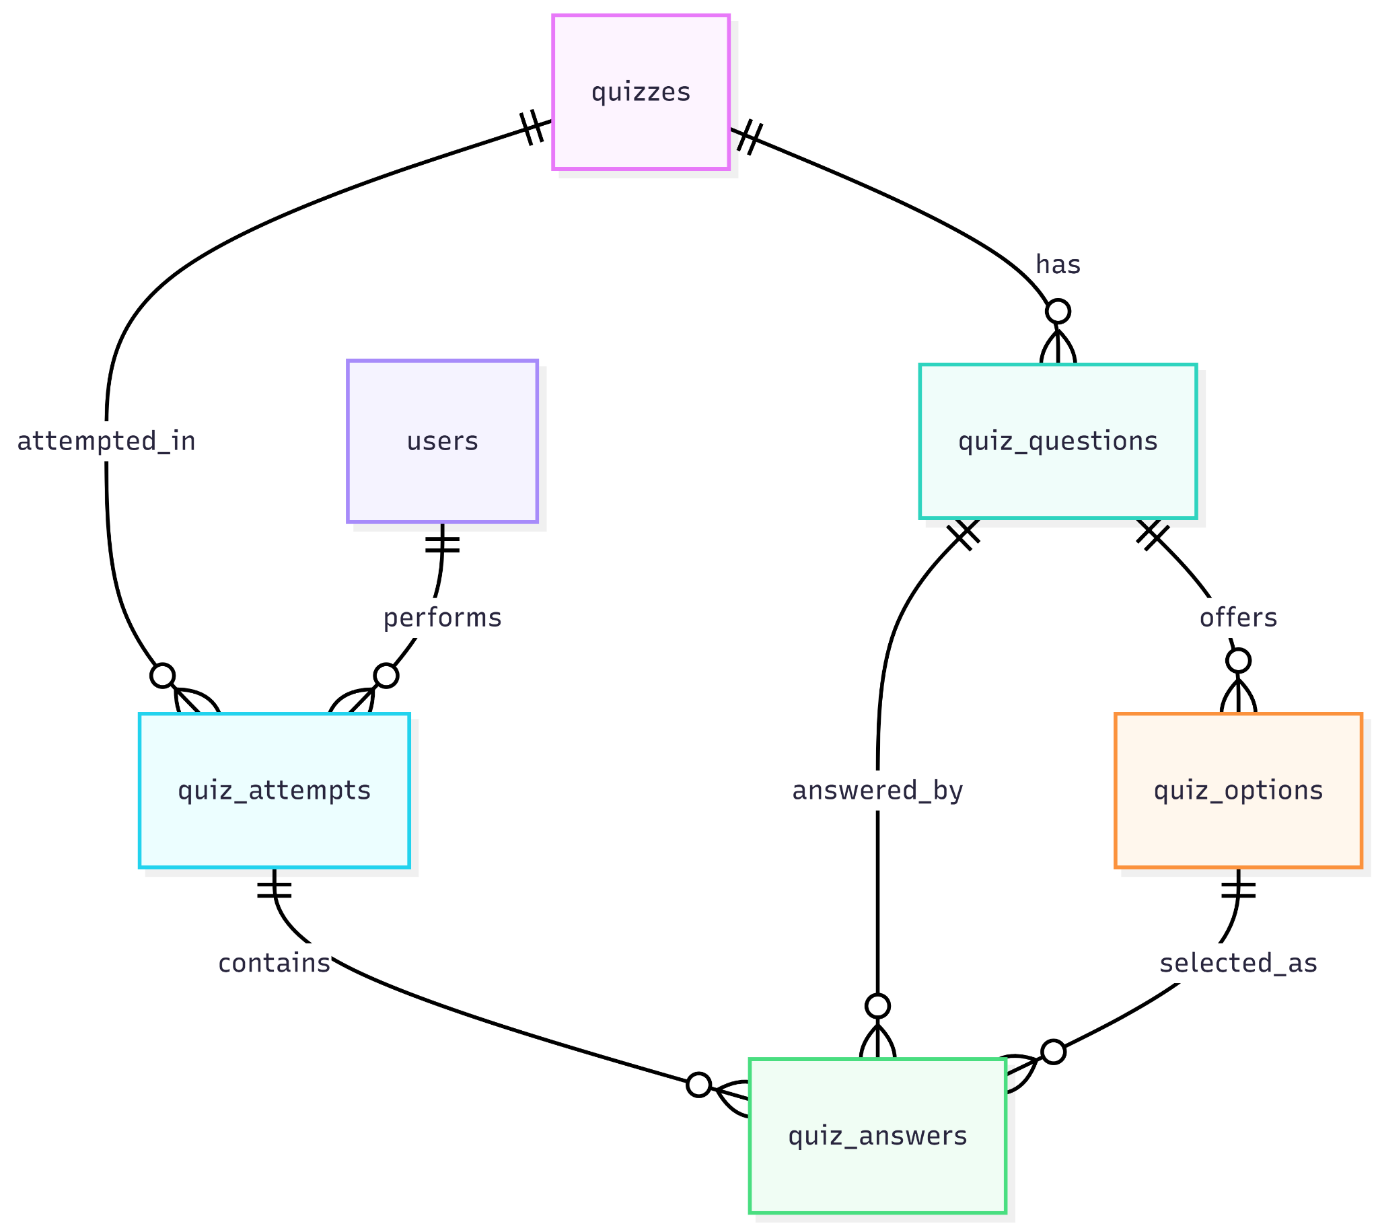 quizzes
has
attempted_in
users
quiz_questions
performs
offers
quiz_attempts
answered_by
quiz_options
contains
selected_as
quiz_answers